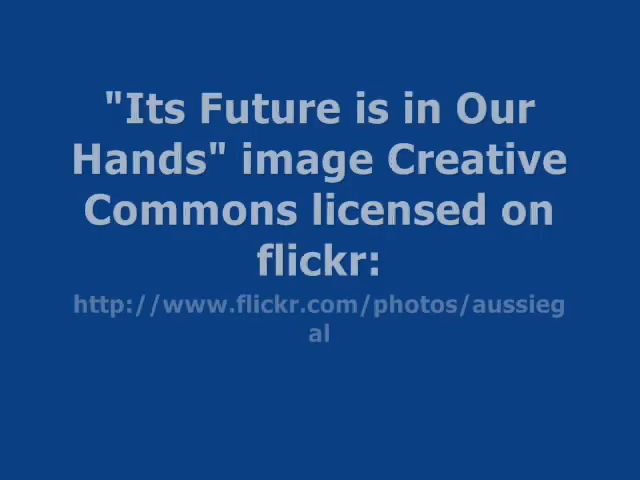 "Its Future is in Our
Hands" image Creative
Commons licensed on
flickr:
http://www.flickr.com/photos/aussieg
al